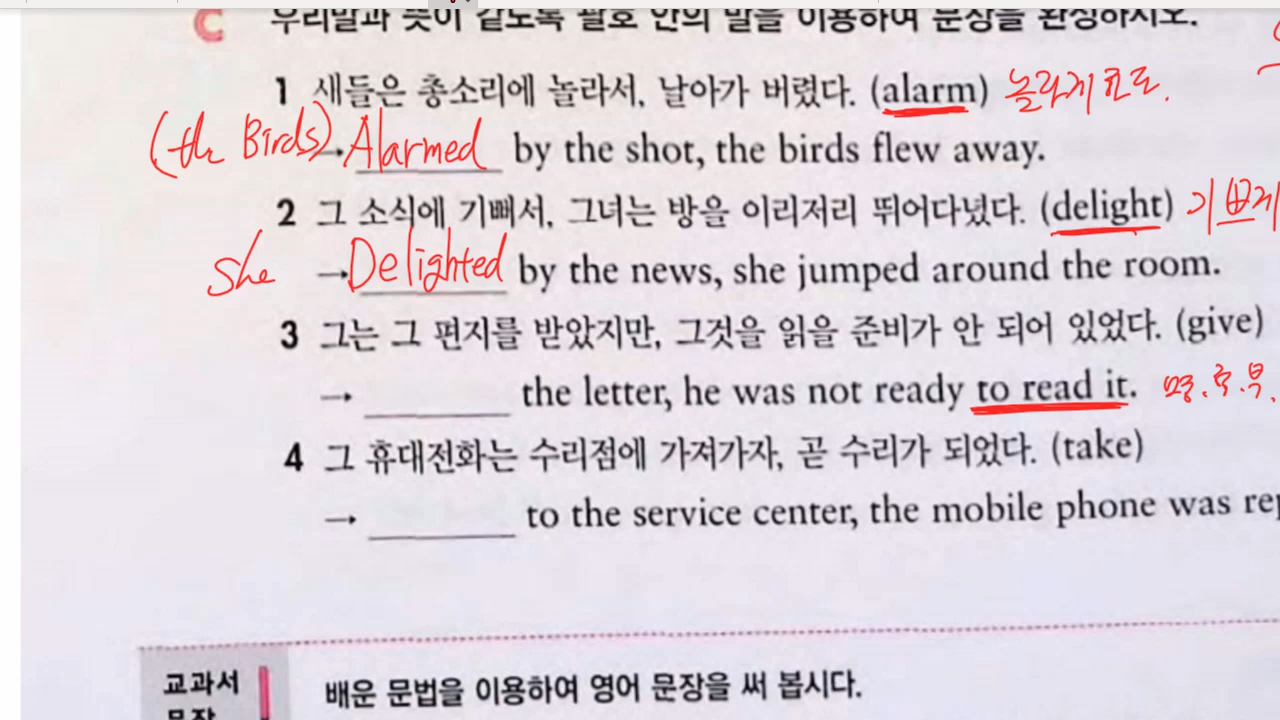 C 우리말과 뜻이 같도록 괄호 안의 말을 이용하여 문장을 완성하시오.
1 새들은 총소리에 놀라서, 날아가 버렸다. (alarm) 놀라게
(the Birds) → Alarmed by the shot, the birds flew away.
2 그 소식에 기뻐서, 그녀는 방을 이리저리 뛰어다녔다. (delight) 기쁘게
she → Delighted by the news, she jumped around the room.
3 그는 그 편지를 받았지만, 그것을 읽을 준비가 안 되어 있었다. (give)
→ the letter, he was not ready to read it.
4 그 휴대전화는 수리점에 가져가자, 곧 수리가 되었다. (take)
→ to the service center, the mobile phone was rep
교과서 배운 문법을 이용하여 영어 문장을 써 봅시다.
문장